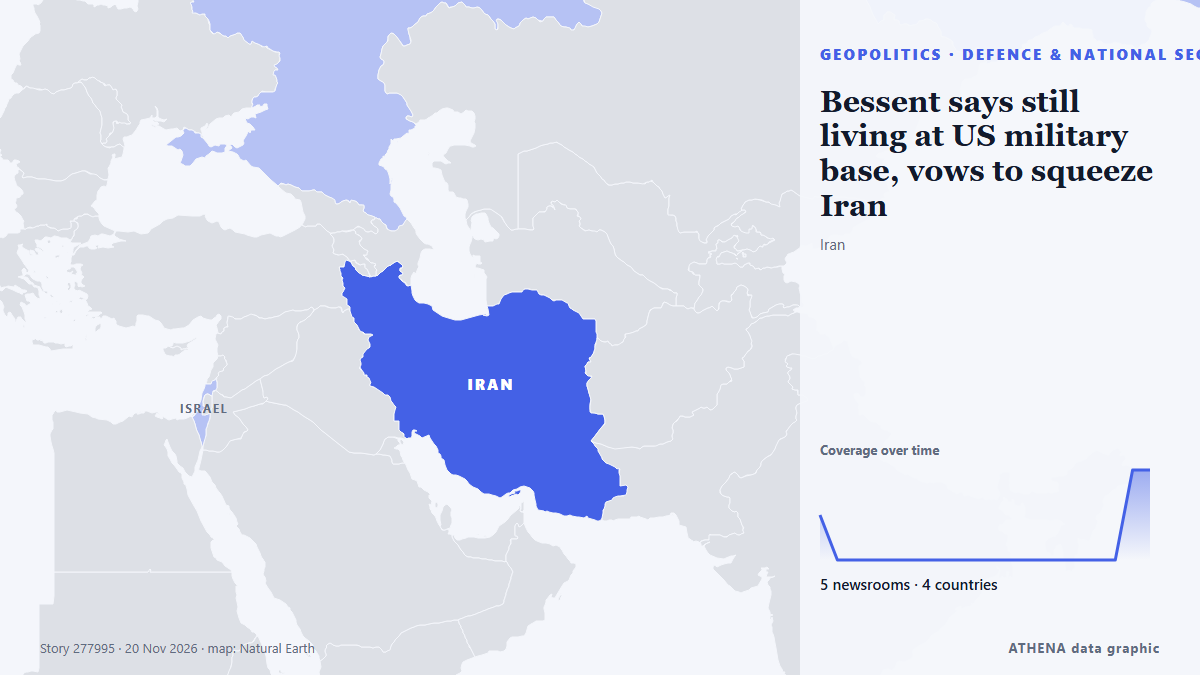 GEOPOLITICS · DEFENCE & NATIONAL SEC
Bessent says still
living at US military
base, vows to squeeze
Iran
Iran
IRAN
ISRAEL
Coverage over time
5 newsrooms · 4 countries
Story 277995 · 20 Nov 2026 · map: Natural Earth
ATHENA data graphic